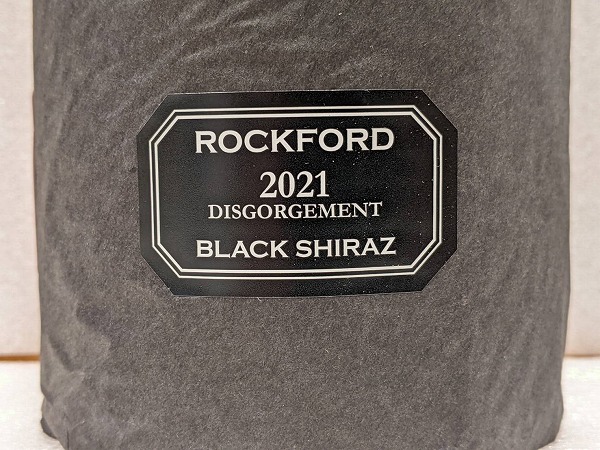 ROCKFORD
2021
DISGORGEMENT
BLACK SHIRAZ